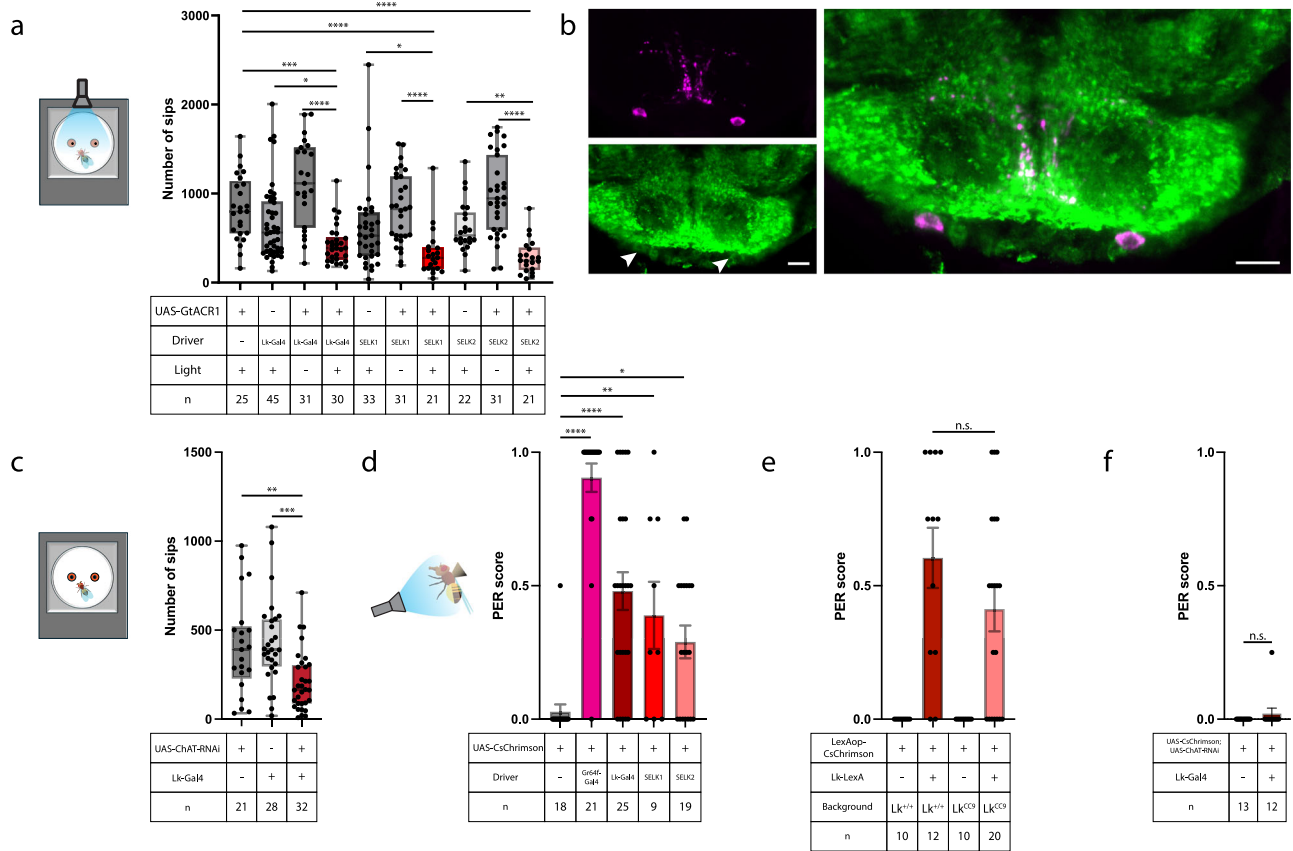 a
****
****
*
***
*
****
****
**
****
Number of sips
3000
2000
1000
0
UAS-GtACR1 + - + + - + + - + +
Driver - Lk-Gal4 Lk-Gal4 Lk-Gal4 SELK1 SELK1 SELK1 SELK2 SELK2 SELK2
Light + + - + + - + + - +
n 25 45 31 30 33 31 21 22 31 21
b
c
**
***
Number of sips
1500
1000
500
0
UAS-ChAT-RNAi + - +
Lk-Gal4 - + +
n 21 28 32
d
*
**
****
****
PER score
1.0
0.5
0.0
UAS-CsChrimson + + + + +
Driver - Gr64f-Gal4 Lk-Gal4 SELK1 SELK2
n 18 21 25 9 19
e
n.s.
PER score
1.0
0.5
0.0
LexAop-CsChrimson + + + +
Lk-LexA - + - +
Background Lk+/+ Lk+/+ LkCC9 LkCC9
n 10 12 10 20
f
n.s.
PER score
1.0
0.5
0.0
UAS-CsChrimson; UAS-ChAT-RNAi + +
Lk-Gal4 - +
n 13 12